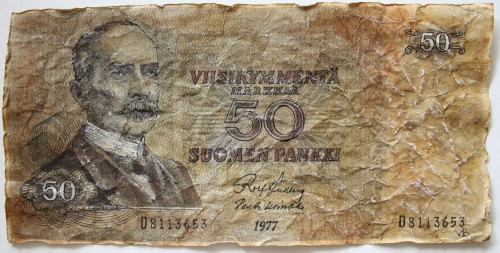 50
VIISIKYMMENTÄ
MARKKAA
50
SUOMEN PANKKI
50
1977
D8113653
D8113653